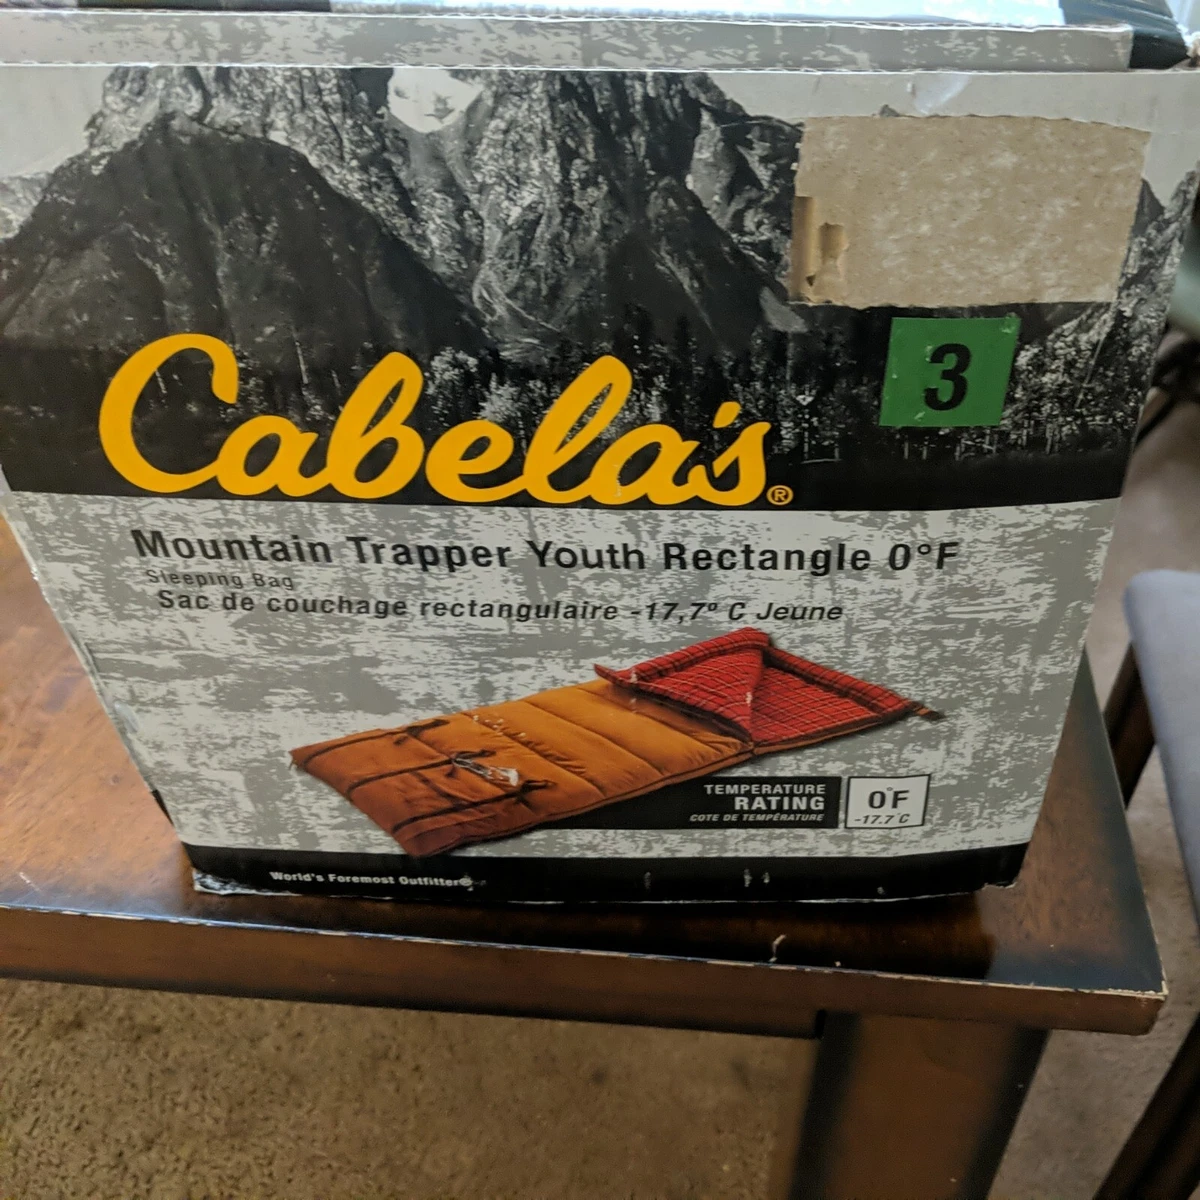 3
Cabela's®
Mountain Trapper Youth Rectangle 0°F
Sleeping Bag
Sac de couchage rectangulaire -17,7° C Jeune
TEMPERATURE
RATING
COTE DE TEMPÉRATURE
0°F
-17.7°C
World's Foremost Outfitter®